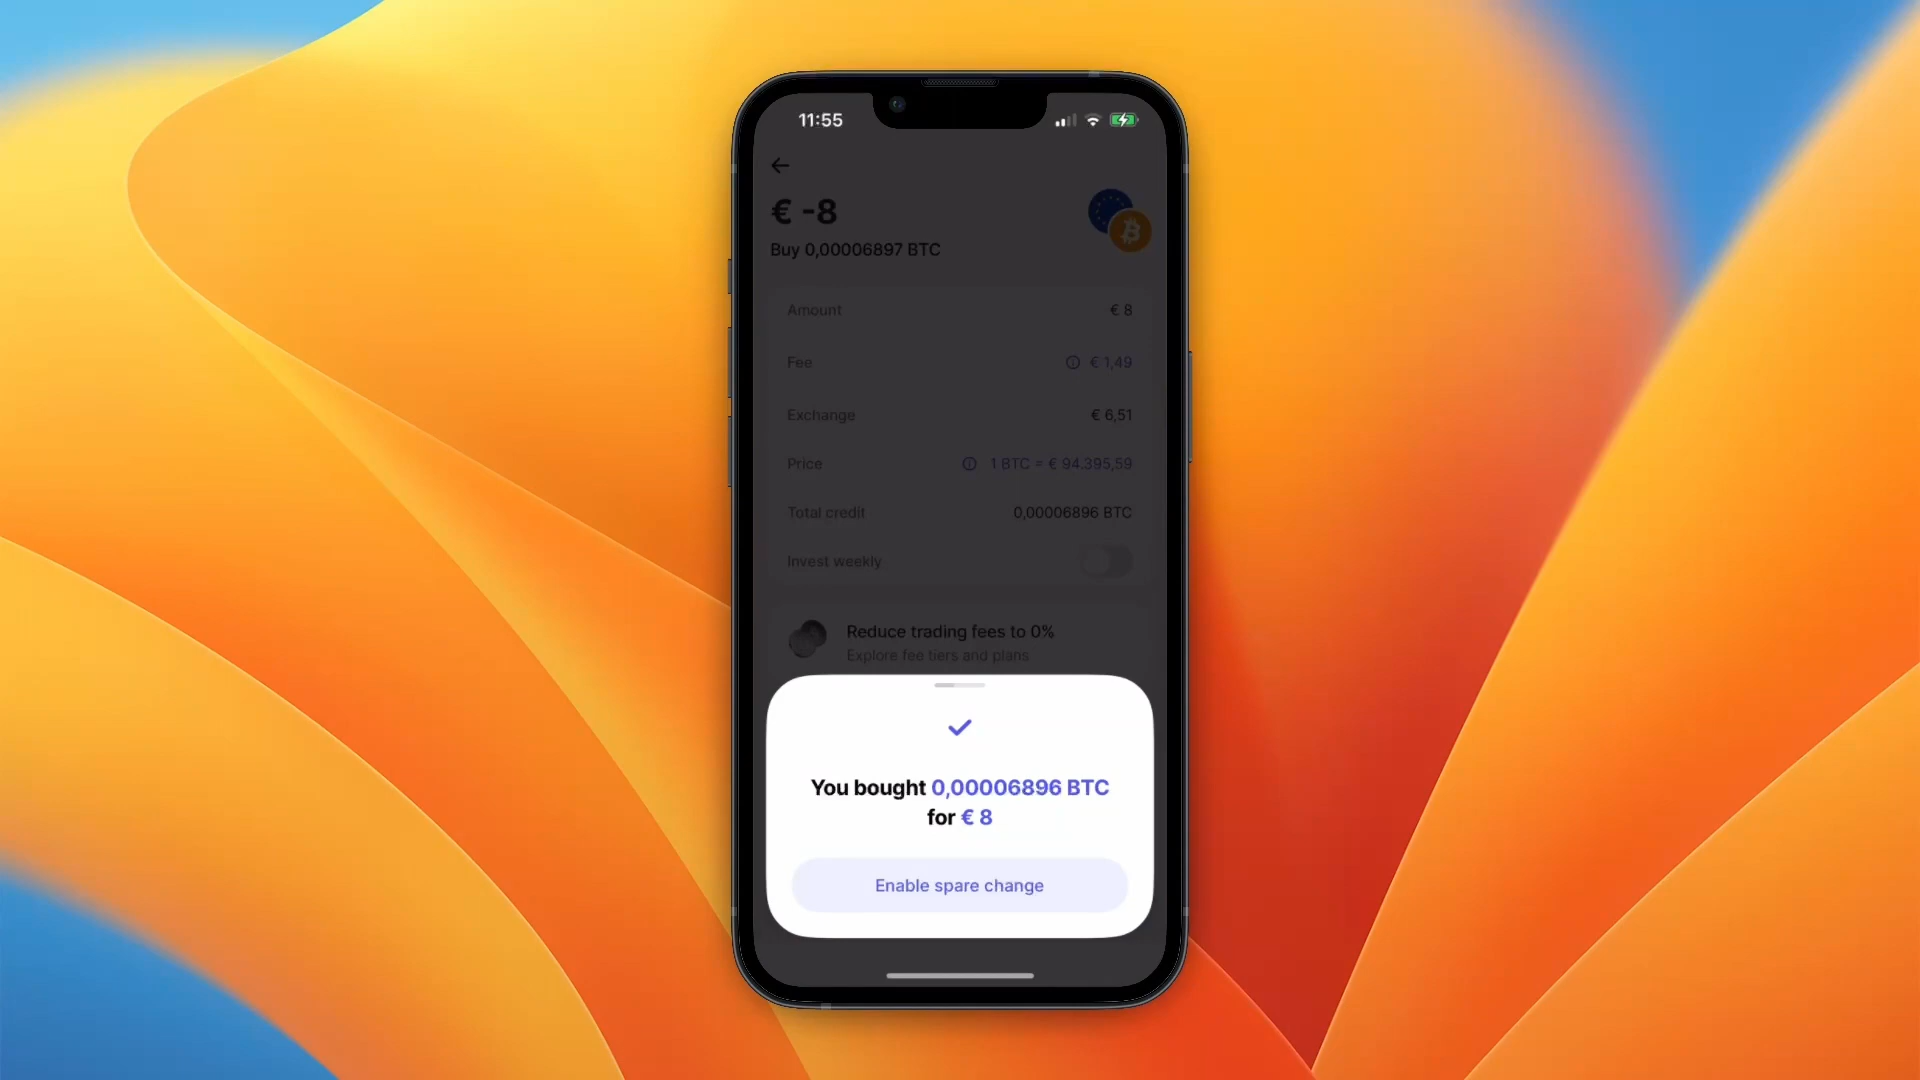 11:55
€ -8
Buy 0,00006897 BTC
Amount € 8
Fee € 1,49
Exchange € 6,51
Price 1 BTC = € 94.395,59
Total credit 0,00006896 BTC
Invest weekly
Reduce trading fees to 0%
Explore fee tiers and plans
You bought 0,00006896 BTC
for € 8
Enable spare change